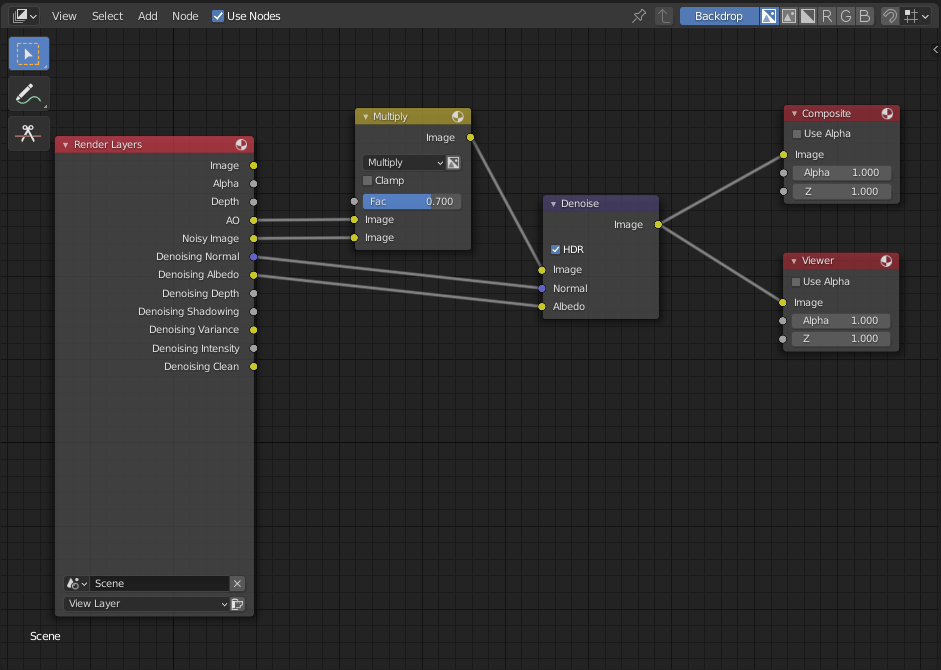 View Select Add Node Use Nodes Backdrop R G B
Render Layers
Image
Alpha
Depth
AO
Noisy Image
Denoising Normal
Denoising Albedo
Denoising Depth
Denoising Shadowing
Denoising Variance
Denoising Intensity
Denoising Clean
Scene
View Layer
Multiply
Image
Multiply
Clamp
Fac 0.700
Image
Image
Denoise
Image
HDR
Image
Normal
Albedo
Composite
Use Alpha
Image
Alpha 1.000
Z 1.000
Viewer
Use Alpha
Image
Alpha 1.000
Z 1.000
Scene